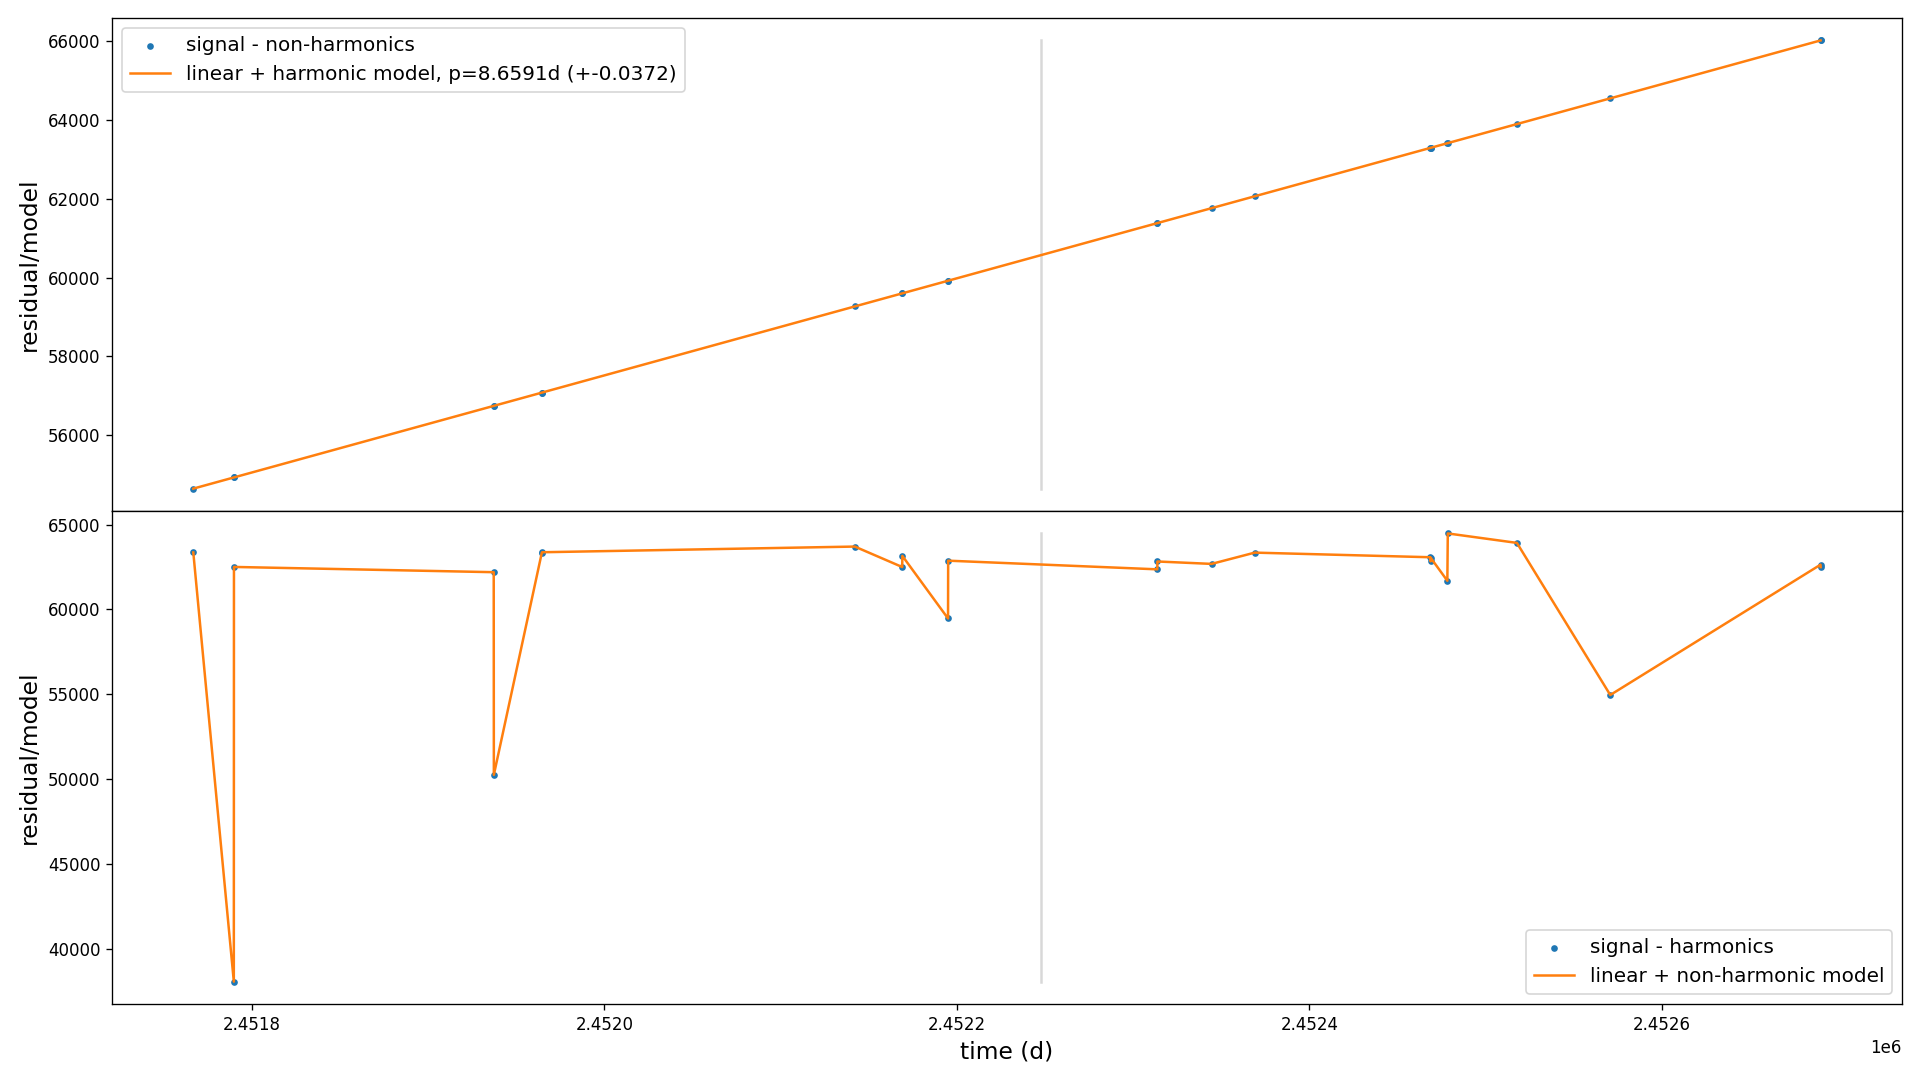 66000
64000
62000
60000
58000
56000
residual/model
signal - non-harmonics
linear + harmonic model, p=8.6591d (+-0.0372)
65000
60000
55000
50000
45000
40000
residual/model
signal - harmonics
linear + non-harmonic model
2.4518
2.4520
2.4522
2.4524
2.4526
1e6
time (d)